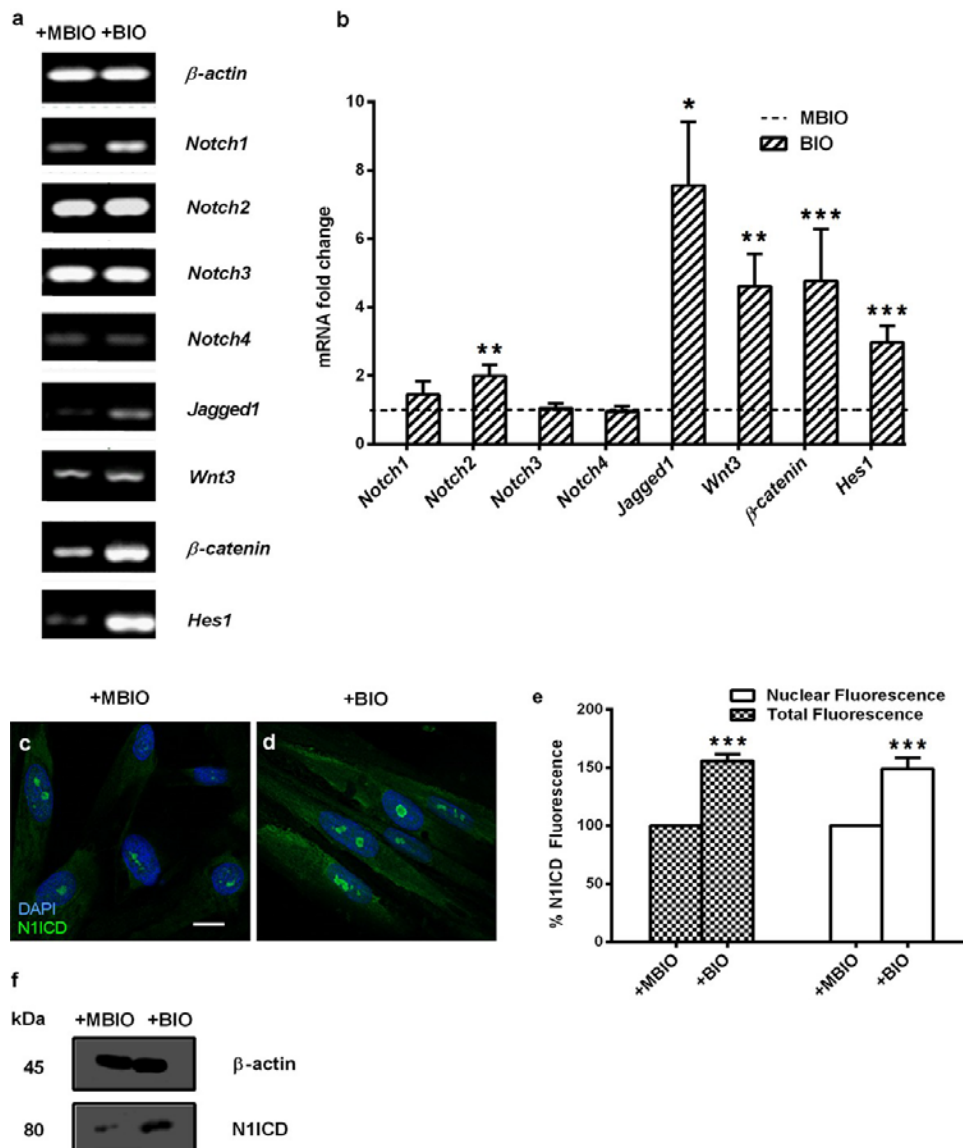 a
+MBIO +BIO
β-actin
Notch1
Notch2
Notch3
Notch4
Jagged1
Wnt3
β-catenin
Hes1
b
MBIO
BIO
mRNA fold change
10
8
6
4
2
0
*
**
**
***
***
Notch1
Notch2
Notch3
Notch4
Jagged1
Wnt3
β-catenin
Hes1
+MBIO
+BIO
c
DAPI
N1ICD
d
e
Nuclear Fluorescence
Total Fluorescence
% N1ICD Fluorescence
200
150
100
50
0
***
***
+MBIO
+BIO
+MBIO
+BIO
f
kDa
+MBIO +BIO
45
β-actin
80
N1ICD